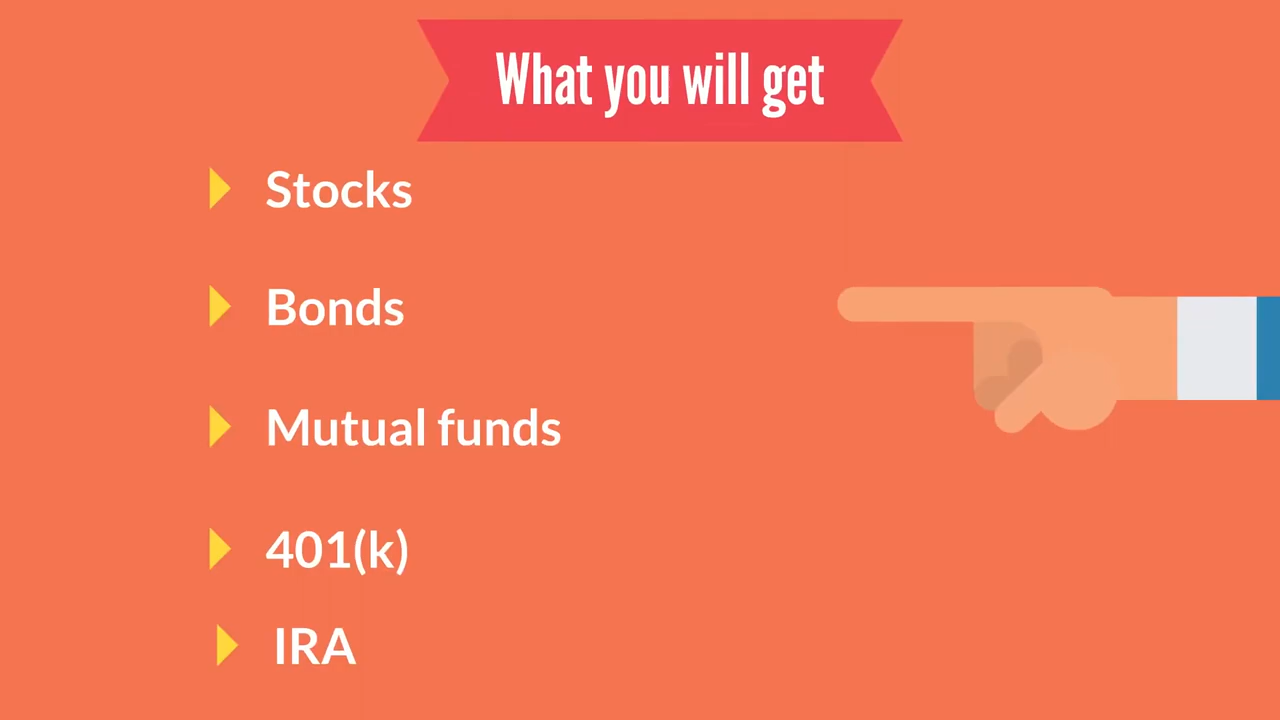 What you will get
Stocks
Bonds
Mutual funds
401(k)
IRA